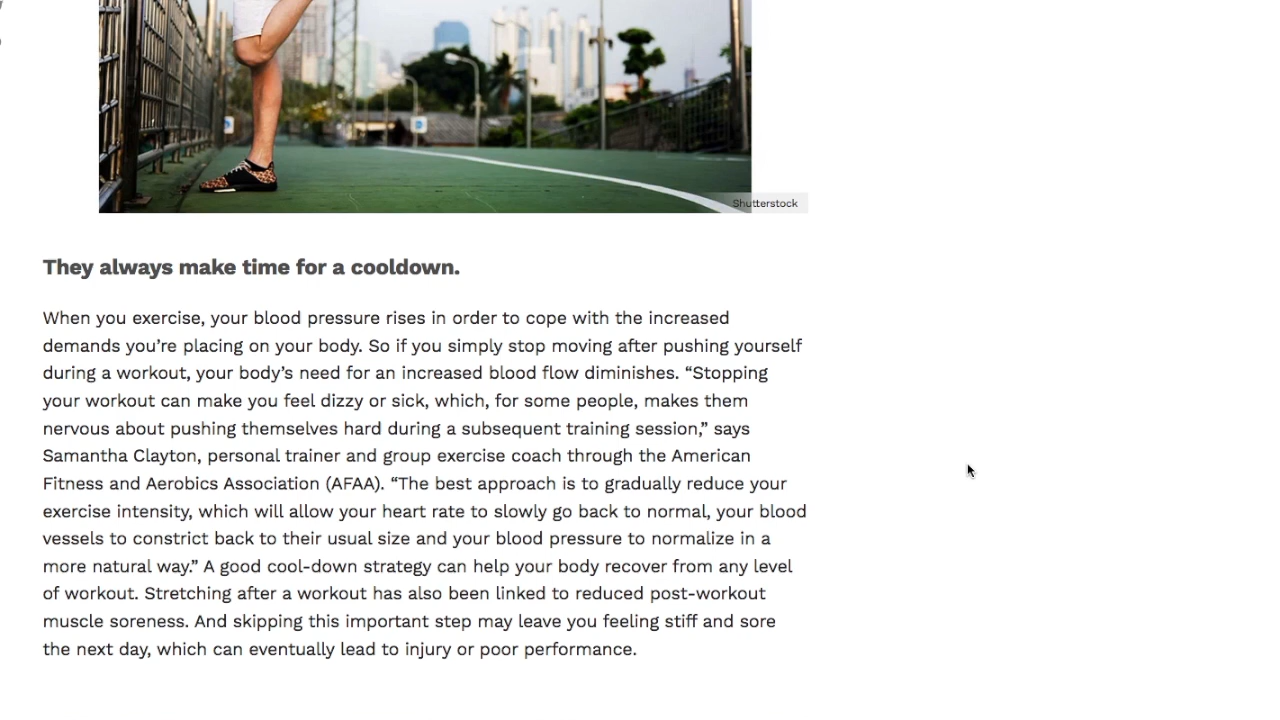 Shutterstock
They always make time for a cooldown.
When you exercise, your blood pressure rises in order to cope with the increased
demands you’re placing on your body. So if you simply stop moving after pushing yourself
during a workout, your body’s need for an increased blood flow diminishes. “Stopping
your workout can make you feel dizzy or sick, which, for some people, makes them
nervous about pushing themselves hard during a subsequent training session,” says
Samantha Clayton, personal trainer and group exercise coach through the American
Fitness and Aerobics Association (AFAA). “The best approach is to gradually reduce your
exercise intensity, which will allow your heart rate to slowly go back to normal, your blood
vessels to constrict back to their usual size and your blood pressure to normalize in a
more natural way.” A good cool-down strategy can help your body recover from any level
of workout. Stretching after a workout has also been linked to reduced post-workout
muscle soreness. And skipping this important step may leave you feeling stiff and sore
the next day, which can eventually lead to injury or poor performance.